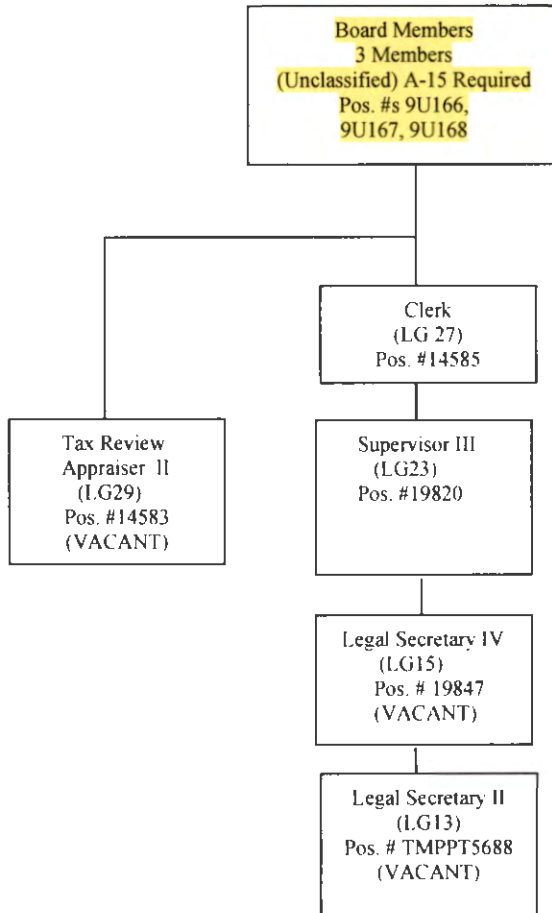 Board Members
3 Members
(Unclassified) A-15 Required
Pos. #s 9U166,
9U167, 9U168
Clerk
(LG 27)
Pos. #14585
Tax Review
Appraiser II
(LG29)
Pos. #14583
(VACANT)
Supervisor III
(LG23)
Pos. #19820
Legal Secretary IV
(LG15)
Pos. # 19847
(VACANT)
Legal Secretary II
(LG13)
Pos. # TMPPT5688
(VACANT)